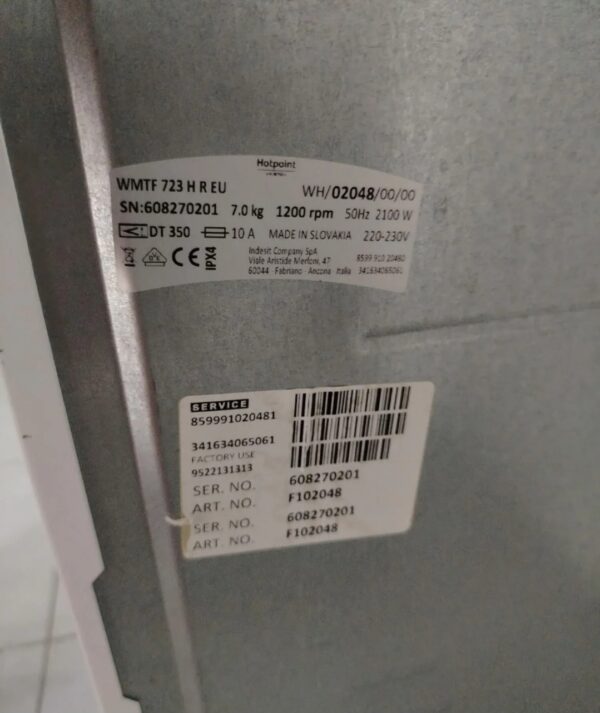 Hotpoint
WMTF 723 H R EU WH/02048/00/00
SN:608270201 7.0 kg 1200 rpm 50Hz 2100 W
DT 350 10 A MADE IN SLOVAKIA 220-230V
IPX4
Indesit Company SpA
Viale Aristide Merloni, 47
60044 Fabriano Ancona Italia 341634065061
SERVICE
859991020481
341634065061
FACTORY USE
9522131313
SER. NO. 608270201
ART. NO. F102048
SER. NO. 608270201
ART. NO. F102048